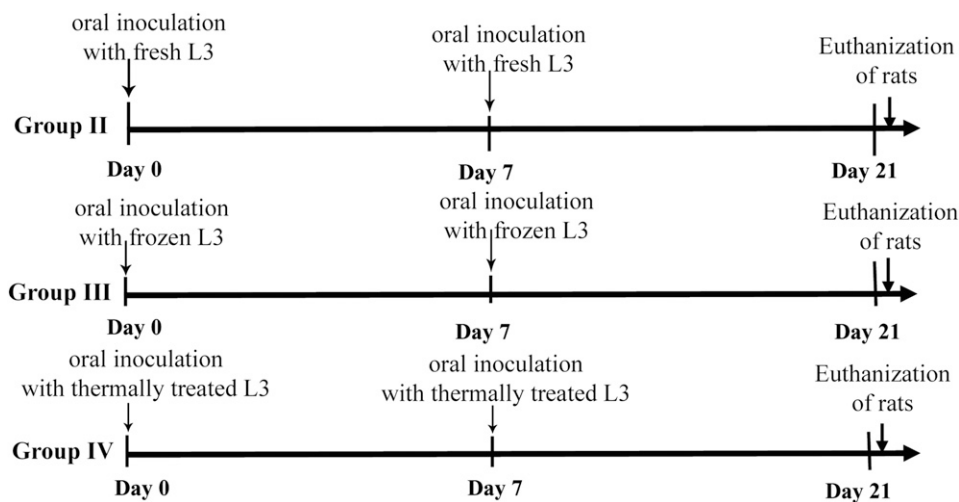 oral inoculation
with fresh L3
oral inoculation
with fresh L3
Euthanization
of rats
Group II
Day 0
Day 7
Day 21
oral inoculation
with frozen L3
oral inoculation
with frozen L3
Euthanization
of rats
Group III
Day 0
Day 7
Day 21
oral inoculation
with thermally treated L3
oral inoculation
with thermally treated L3
Euthanization
of rats
Group IV
Day 0
Day 7
Day 21